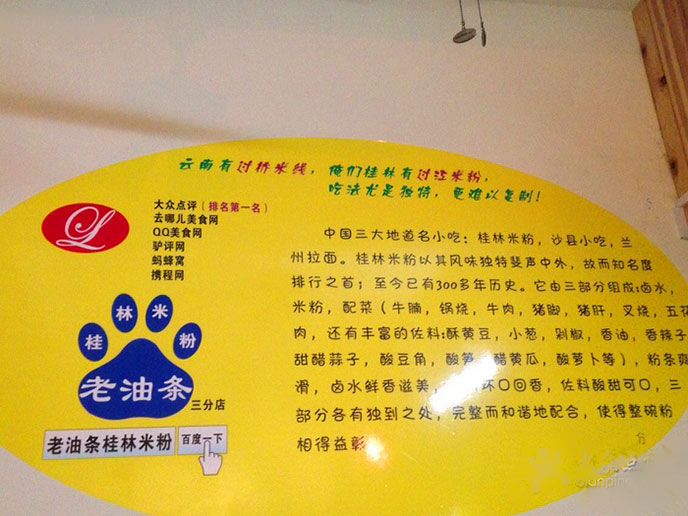 云南有过桥米线，俺们桂林有过江米粉，
吃法尤是独特，更难以复制！
L
大众点评（排名第一名）
去哪儿美食网
QQ美食网
驴评网
蚂蜂窝
携程网
桂林米粉
老油条
三分店
老油条桂林米粉 百度一下
中国三大地道名小吃：桂林米粉，沙县小吃，兰
州拉面。桂林米粉以其风味独特斐声中外，故而知名度
排行之首；至今已有300多年历史。它由三部分组成：卤水，
米粉，配菜（牛腩，锅烧，牛肉，猪脚，猪肝，叉烧，五花
肉，还有丰富的佐料：酥黄豆，小葱，剁椒，香油，香辣子
甜醋蒜子，酸豆角，酸笋，醋黄瓜，酸萝卜等），粉条爽
滑，卤水鲜香滋美，环口回香，佐料酸甜可口，三
部分各有独到之处，完整而和谐地配合，使得整碗粉
相得益彰